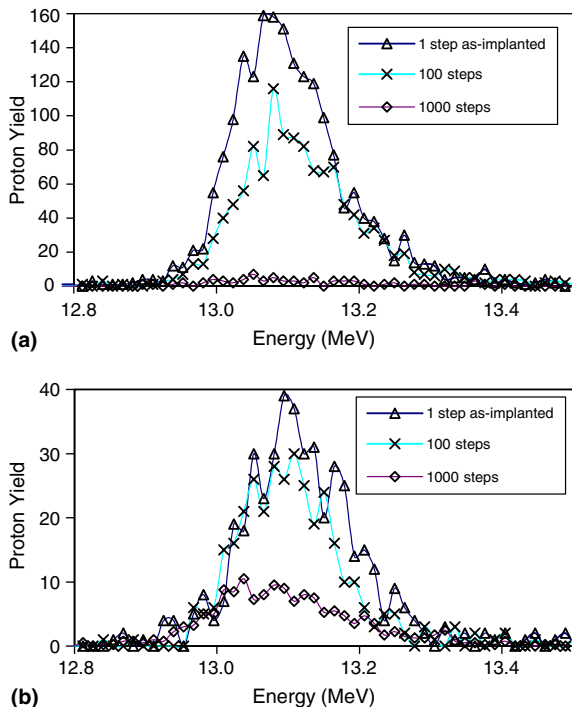 160
140
120
100
80
60
40
20
0
Proton Yield
1 step as-implanted
100 steps
1000 steps
12.8 13.0 13.2 13.4
Energy (MeV)
(a)
40
30
20
10
0
Proton Yield
1 step as-implanted
100 steps
1000 steps
12.8 13.0 13.2 13.4
Energy (MeV)
(b)